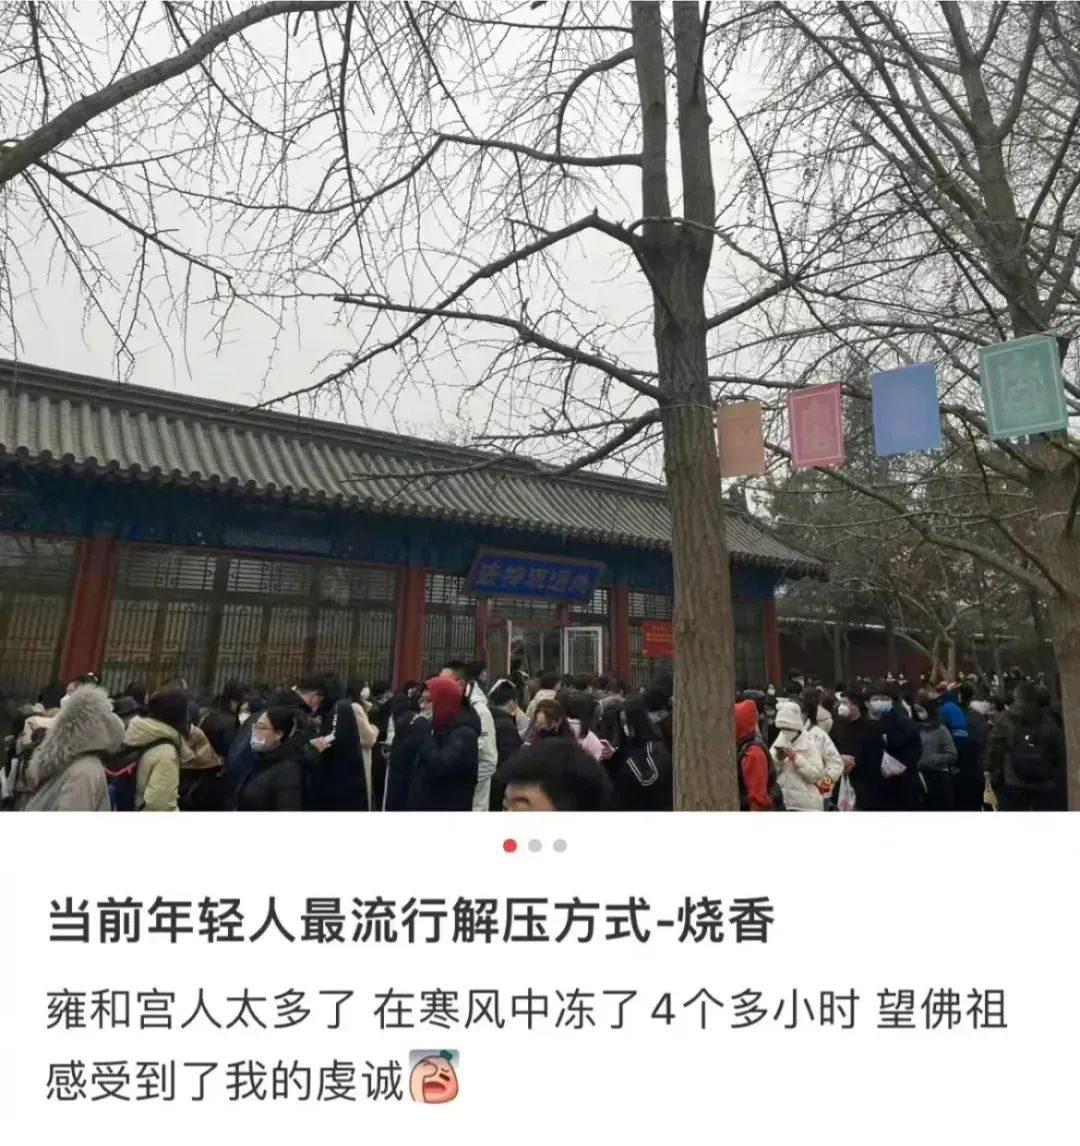 当前年轻人最流行解压方式-烧香
雍和宫人太多了 在寒风中冻了4个多小时 望佛祖
感受到了我的虔诚